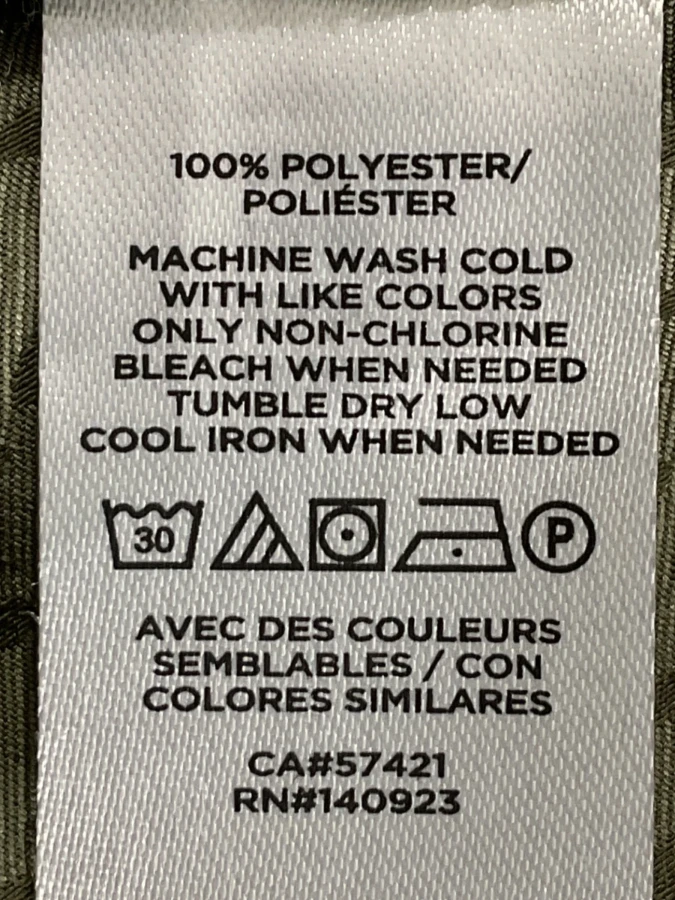 100% POLYESTER/
POLIÉSTER
MACHINE WASH COLD
WITH LIKE COLORS
ONLY NON-CHLORINE
BLEACH WHEN NEEDED
TUMBLE DRY LOW
COOL IRON WHEN NEEDED
30 P
AVEC DES COULEURS
SEMBLABLES / CON
COLORES SIMILARES
CA#57421
RN#140923